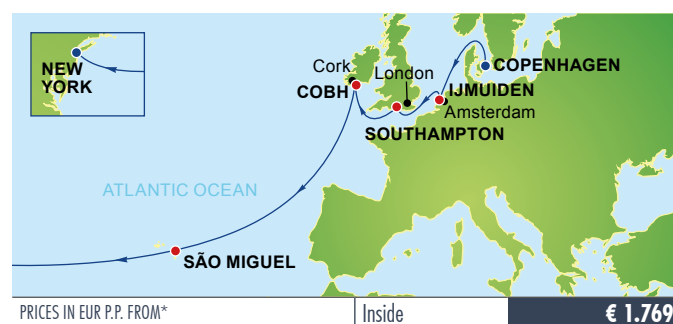 NEW
YORK
Cork
COBH
London
COPENHAGEN
IJMUIDEN
Amsterdam
SOUTHAMPTON
ATLANTIC OCEAN
SÃO MIGUEL
PRICES IN EUR P.P. FROM* Inside € 1.769